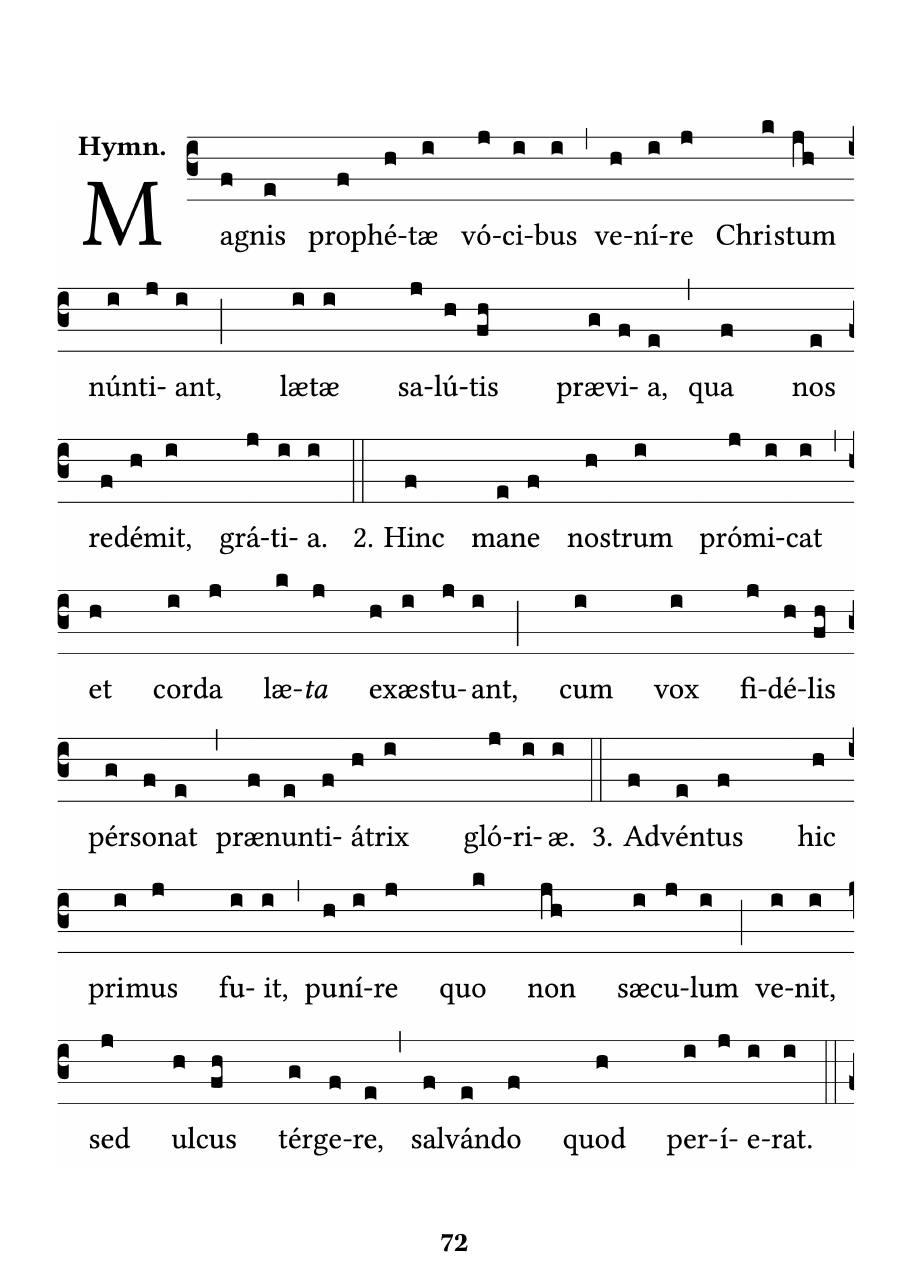 Hymn.
Magnis prophé-tæ vó-ci-bus ve-ní-re Christum
núnti- ant, lætæ sa-lú-tis prævi- a, qua nos
redémit, grá-ti- a. 2. Hinc mane nostrum prómi-cat
et corda læ-ta exæstu- ant, cum vox fi-dé-lis
pérsonat prænunti- átrix gló-ri- æ. 3. Advéntus hic
primus fu- it, puní-re quo non sæcu-lum ve-nit,
sed ulcus térge-re, salvándo quod per-í- e-rat.
72